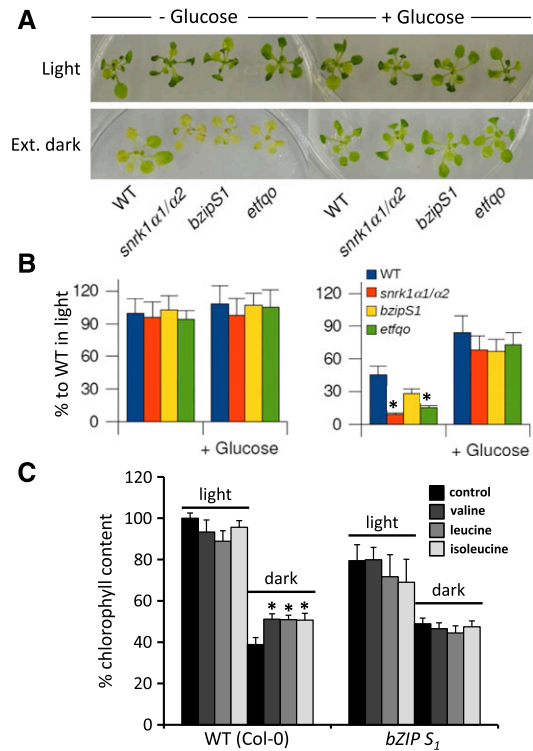 A
- Glucose
+ Glucose
Light
Ext. dark
WT
snrk1α1/α2
bzipS1
etfqo
WT
snrk1α1/α2
bzipS1
etfqo
B
% to WT in light
120
90
60
30
0
+ Glucose
WT
snrk1α1/α2
bzipS1
etfqo
120
90
60
30
0
* *
+ Glucose
C
% chlorophyll content
120
100
80
60
40
20
0
light
dark
* * *
light
dark
control
valine
leucine
isoleucine
WT (Col-0)
bZIP S1